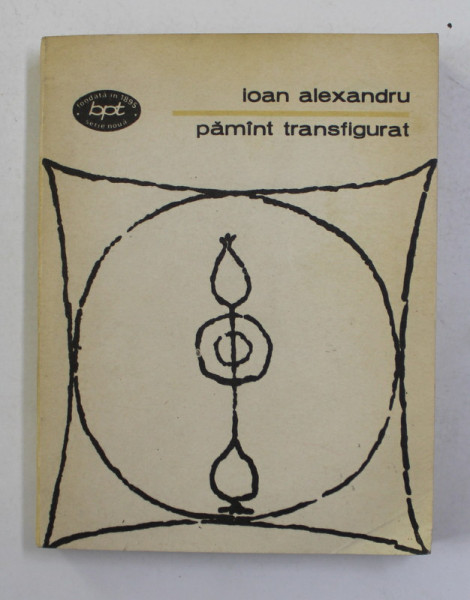 fondată în 1895
bpt
serie nouă
ioan alexandru
pămînt transfigurat